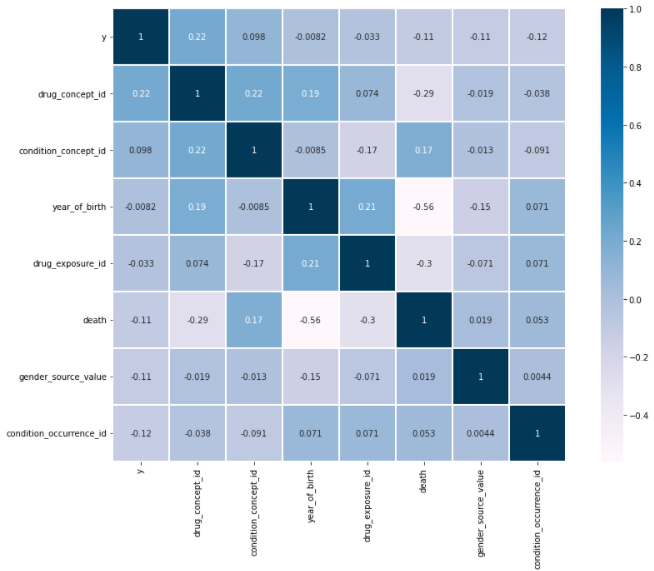 y 1 0.22 0.098 -0.0082 -0.033 -0.11 -0.11 -0.12
drug_concept_id 0.22 1 0.22 0.19 0.074 -0.29 -0.019 -0.038
condition_concept_id 0.098 0.22 1 -0.0085 -0.17 0.17 -0.013 -0.091
year_of_birth -0.0082 0.19 -0.0085 1 0.21 -0.56 -0.15 0.071
drug_exposure_id -0.033 0.074 -0.17 0.21 1 -0.3 -0.071 0.071
death -0.11 -0.29 0.17 -0.56 -0.3 1 0.019 0.053
gender_source_value -0.11 -0.019 -0.013 -0.15 -0.071 0.019 1 0.0044
condition_occurrence_id -0.12 -0.038 -0.091 0.071 0.071 0.053 0.0044 1
y
drug_concept_id
condition_concept_id
year_of_birth
drug_exposure_id
death
gender_source_value
condition_occurrence_id
1.0
0.8
0.6
0.4
0.2
0.0
−0.2
−0.4